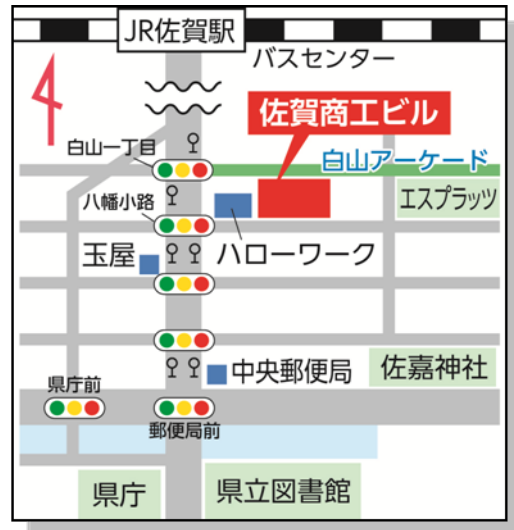 JR佐賀駅
バスセンター
佐賀商工ビル
白山一丁目
白山アーケード
エスプラッツ
八幡小路
玉屋
ハローワーク
中央郵便局
佐嘉神社
県庁前
郵便局前
県庁
県立図書館